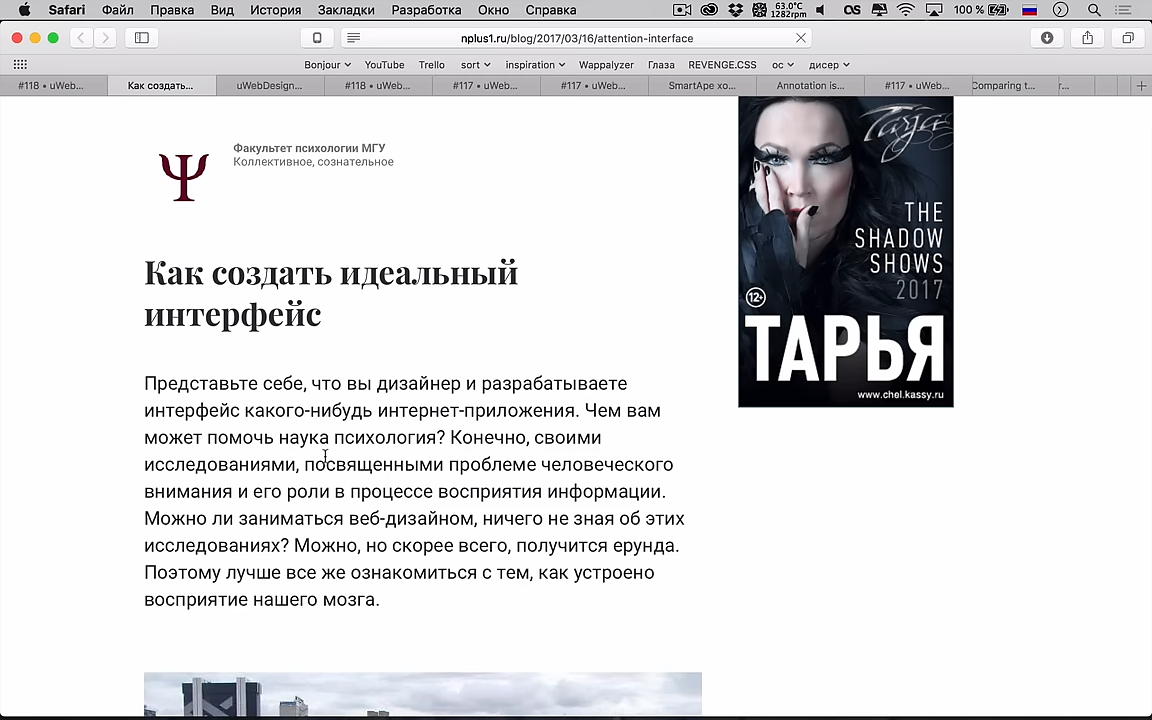 Safari Файл Правка Вид История Закладки Разработка Окно Справка 63.0°C 1282rpm 100 %
nplus1.ru/blog/2017/03/16/attention-interface
Bonjour YouTube Trello sort inspiration Wappalyzer Глаза REVENGE.CSS ос дисер
#118 • uWeb... Как создать... uWebDesign... #118 • uWeb... #117 • uWeb... #117 • uWeb... SmartApe хо... Annotation is... #117 • uWeb... Comparing t... r...
Факультет психологии МГУ
Коллективное, сознательное
Как создать идеальный
интерфейс
Представьте себе, что вы дизайнер и разрабатываете
интерфейс какого-нибудь интернет-приложения. Чем вам
может помочь наука психология? Конечно, своими
исследованиями, посвященными проблеме человеческого
внимания и его роли в процессе восприятия информации.
Можно ли заниматься веб-дизайном, ничего не зная об этих
исследованиях? Можно, но скорее всего, получится ерунда.
Поэтому лучше все же ознакомиться с тем, как устроено
восприятие нашего мозга.
Tarja
THE
SHADOW
SHOWS
2017
12+
ТАРЬЯ
www.chel.kassy.ru